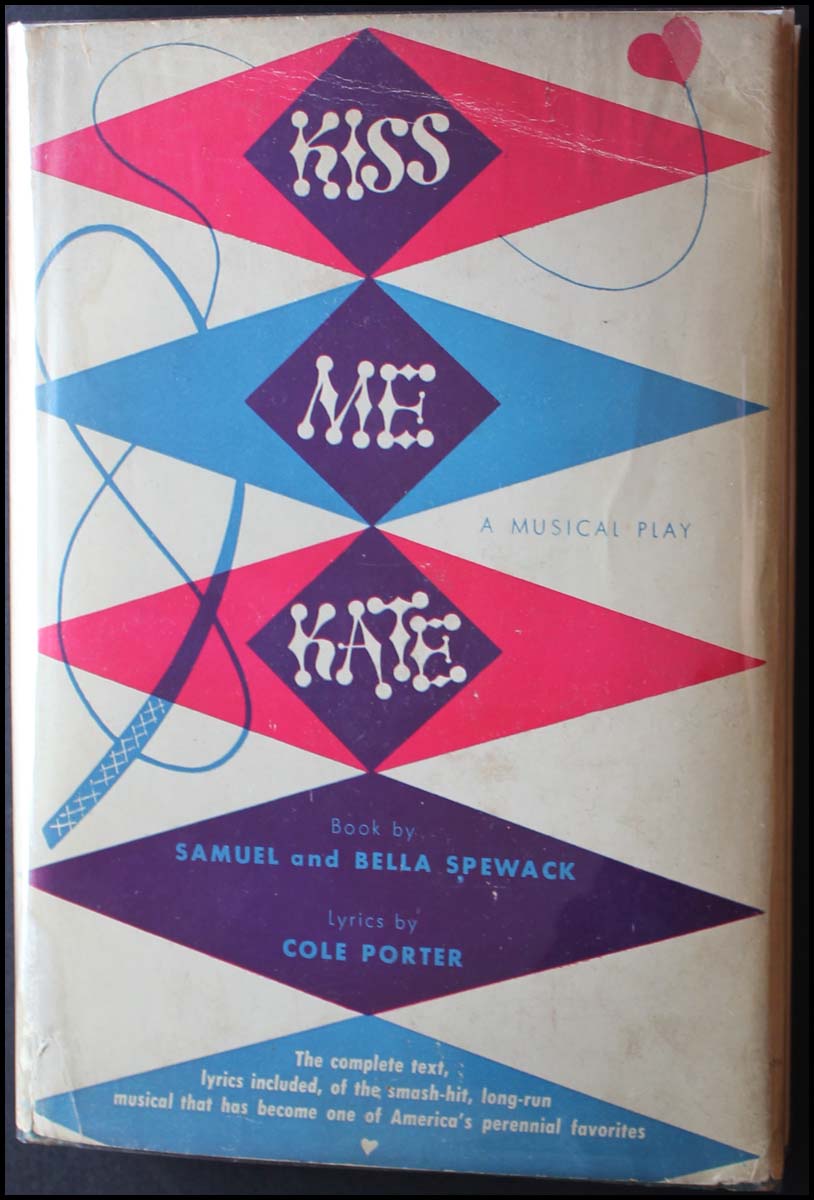 KISS
ME
A MUSICAL PLAY
KATE
Book by
SAMUEL and BELLA SPEWACK
Lyrics by
COLE PORTER
The complete text,
lyrics included, of the smash-hit, long-run
musical that has become one of America's perennial favorites